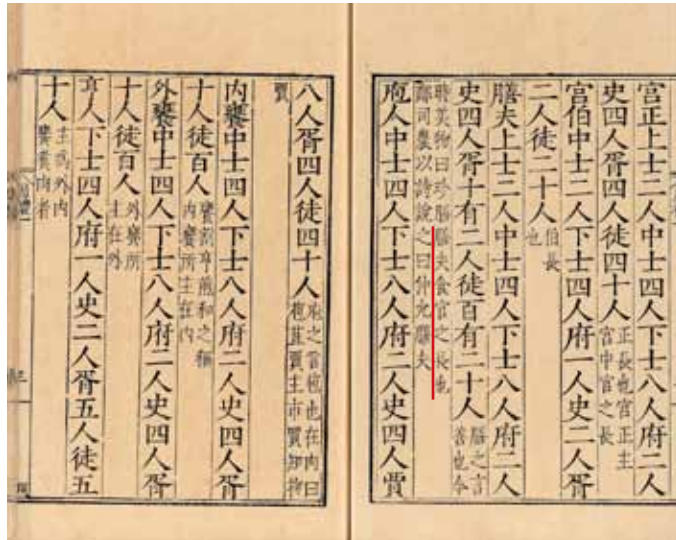 宮正上士二人中士四人下士八人府二人
史四人胥四人徒四十人正長也宮正主宮中官之長
宮伯中士二人下士四人府一人史二人胥
二人徒二十人伯長也
膳夫上士二人中士四人下士八人府二人
史四人胥十有二人徒百有二十人膳之言善也今
時美物曰珍膳膳夫食官之長也鄭司農以詩說之曰仲允膳夫
庖人中士四人下士八人府二人史四人賈
八人胥四人徒四十人庖之言苞也肉曰苞苴賈主市知物
賈
內饔中士四人下士八人府二人史四人胥
十人徒百人饔割亨煎和之稱內饔所主在內
外饔中士四人下士八人府二人史四人胥
十人徒百人外饔所主在外
亨人下士四人府一人史二人胥五人徒五
十人主為外內饔煮肉者